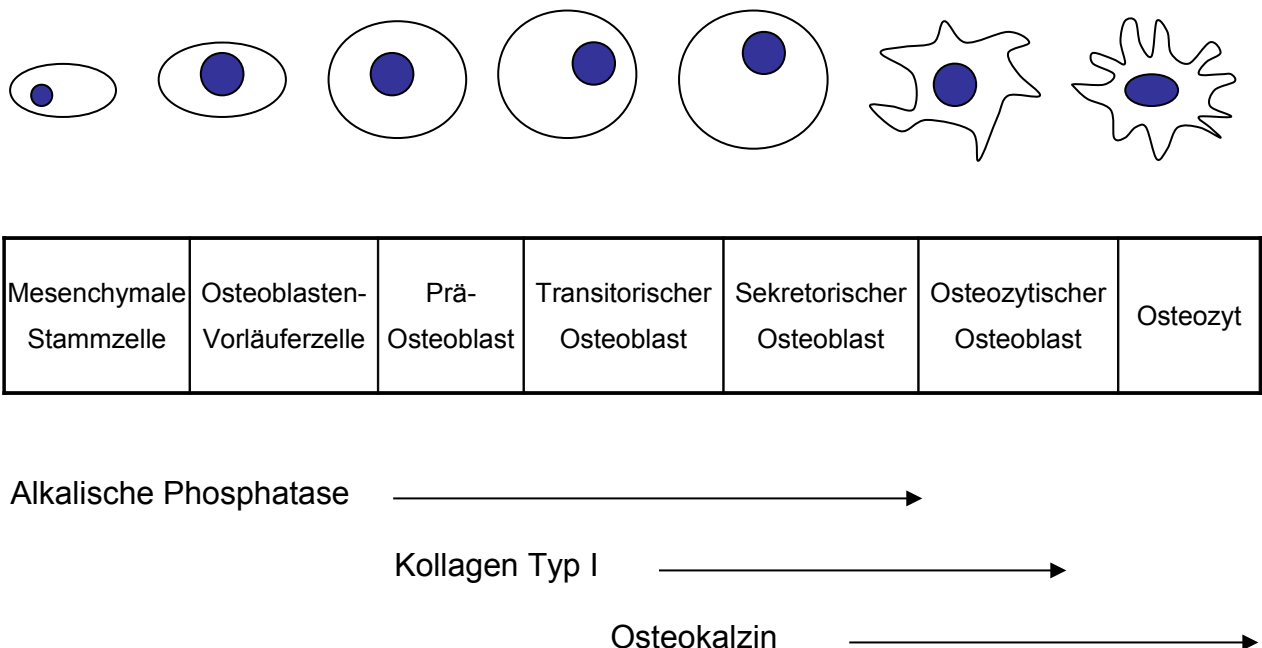 Mesenchymale
Stammzelle
Osteoblasten-
Vorläuferzelle
Prä-
Osteoblast
Transitorischer
Osteoblast
Sekretorischer
Osteoblast
Osteozytischer
Osteoblast
Osteozyt
Alkalische Phosphatase
Kollagen Typ I
Osteokalzin